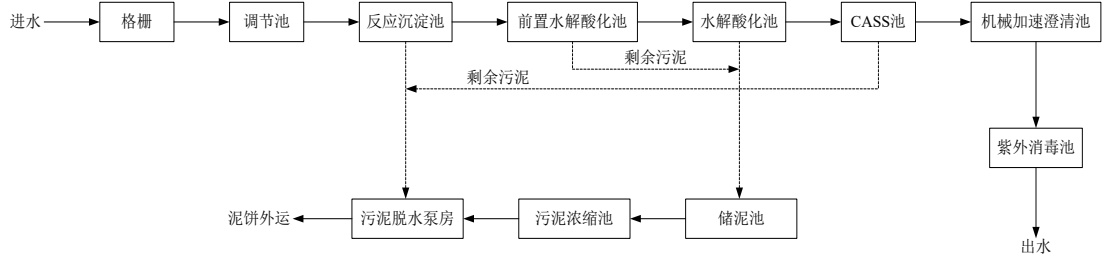 进水
格栅
调节池
反应沉淀池
前置水解酸化池
水解酸化池
CASS池
机械加速澄清池
剩余污泥
剩余污泥
紫外消毒池
泥饼外运
污泥脱水泵房
污泥浓缩池
储泥池
出水